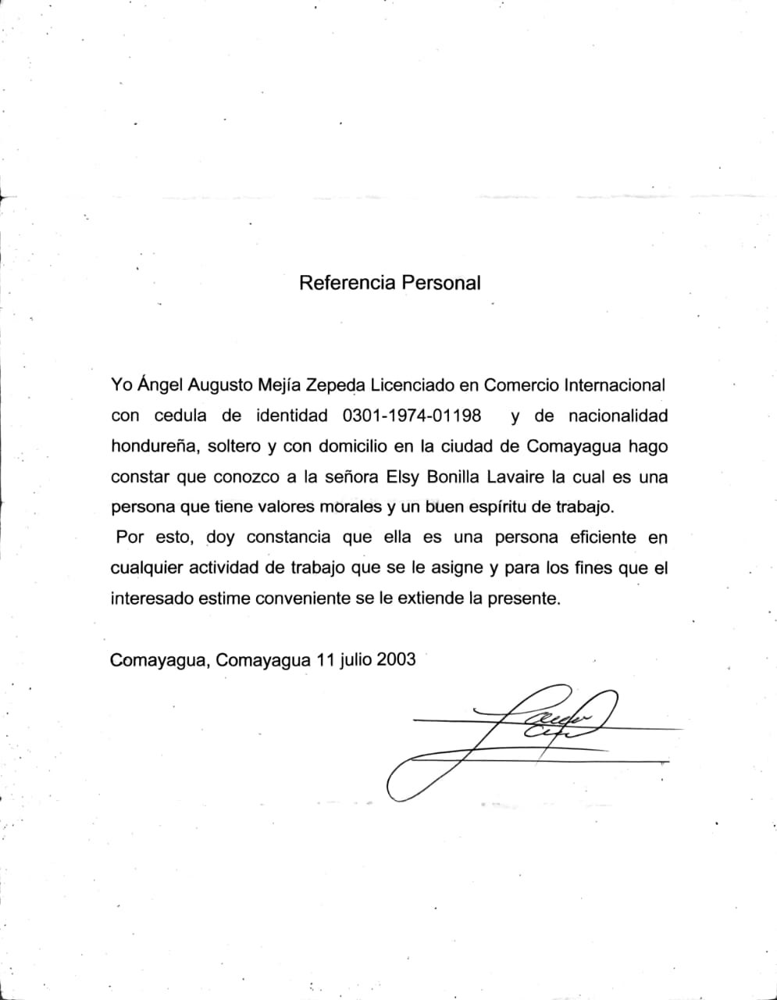 Referencia Personal
Yo Ángel Augusto Mejía Zepeda Licenciado en Comercio Internacional
con cedula de identidad 0301-1974-01198 y de nacionalidad
hondureña, soltero y con domicilio en la ciudad de Comayagua hago
constar que conozco a la señora Elsy Bonilla Lavaire la cual es una
persona que tiene valores morales y un buen espíritu de trabajo.
Por esto, doy constancia que ella es una persona eficiente en
cualquier actividad de trabajo que se le asigne y para los fines que el
interesado estime conveniente se le extiende la presente.
Comayagua, Comayagua 11 julio 2003